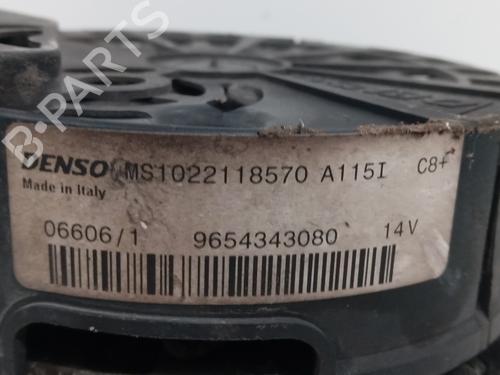 B-PARTS
DENSO MS1022118570 A115I C8+
Made in Italy
06606/1 9654343080 14V